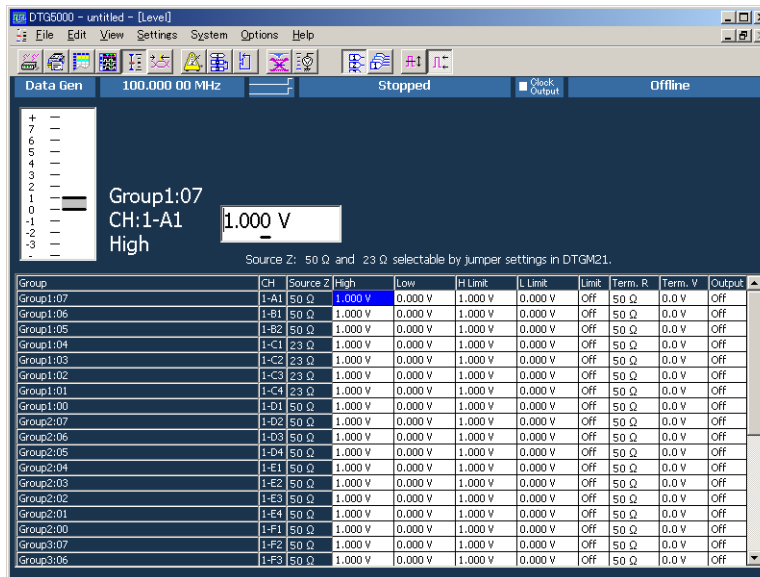 DTG5000 - untitled - [Level]
File Edit View Settings System Options Help
Data Gen 100.000 00 MHz Stopped Clock Output Offline
+
7
6
5
4
3
2
1
0
-1
-2
-3
-
Group1:07
CH:1-A1
High
1.000 V
Source Z: 50 Ω and 23 Ω selectable by jumper settings in DTGM21.
Group CH Source Z High Low H Limit L Limit Limit Term. R Term. V Output
Group1:07 1-A1 50 Ω 1.000 V 0.000 V 1.000 V 0.000 V Off 50 Ω 0.0 V Off
Group1:06 1-B1 50 Ω 1.000 V 0.000 V 1.000 V 0.000 V Off 50 Ω 0.0 V Off
Group1:05 1-B2 50 Ω 1.000 V 0.000 V 1.000 V 0.000 V Off 50 Ω 0.0 V Off
Group1:04 1-C1 23 Ω 1.000 V 0.000 V 1.000 V 0.000 V Off 50 Ω 0.0 V Off
Group1:03 1-C2 23 Ω 1.000 V 0.000 V 1.000 V 0.000 V Off 50 Ω 0.0 V Off
Group1:02 1-C3 23 Ω 1.000 V 0.000 V 1.000 V 0.000 V Off 50 Ω 0.0 V Off
Group1:01 1-C4 23 Ω 1.000 V 0.000 V 1.000 V 0.000 V Off 50 Ω 0.0 V Off
Group1:00 1-D1 50 Ω 1.000 V 0.000 V 1.000 V 0.000 V Off 50 Ω 0.0 V Off
Group2:07 1-D2 50 Ω 1.000 V 0.000 V 1.000 V 0.000 V Off 50 Ω 0.0 V Off
Group2:06 1-D3 50 Ω 1.000 V 0.000 V 1.000 V 0.000 V Off 50 Ω 0.0 V Off
Group2:05 1-D4 50 Ω 1.000 V 0.000 V 1.000 V 0.000 V Off 50 Ω 0.0 V Off
Group2:04 1-E1 50 Ω 1.000 V 0.000 V 1.000 V 0.000 V Off 50 Ω 0.0 V Off
Group2:03 1-E2 50 Ω 1.000 V 0.000 V 1.000 V 0.000 V Off 50 Ω 0.0 V Off
Group2:02 1-E3 50 Ω 1.000 V 0.000 V 1.000 V 0.000 V Off 50 Ω 0.0 V Off
Group2:01 1-E4 50 Ω 1.000 V 0.000 V 1.000 V 0.000 V Off 50 Ω 0.0 V Off
Group2:00 1-F1 50 Ω 1.000 V 0.000 V 1.000 V 0.000 V Off 50 Ω 0.0 V Off
Group3:07 1-F2 50 Ω 1.000 V 0.000 V 1.000 V 0.000 V Off 50 Ω 0.0 V Off
Group3:06 1-F3 50 Ω 1.000 V 0.000 V 1.000 V 0.000 V Off 50 Ω 0.0 V Off